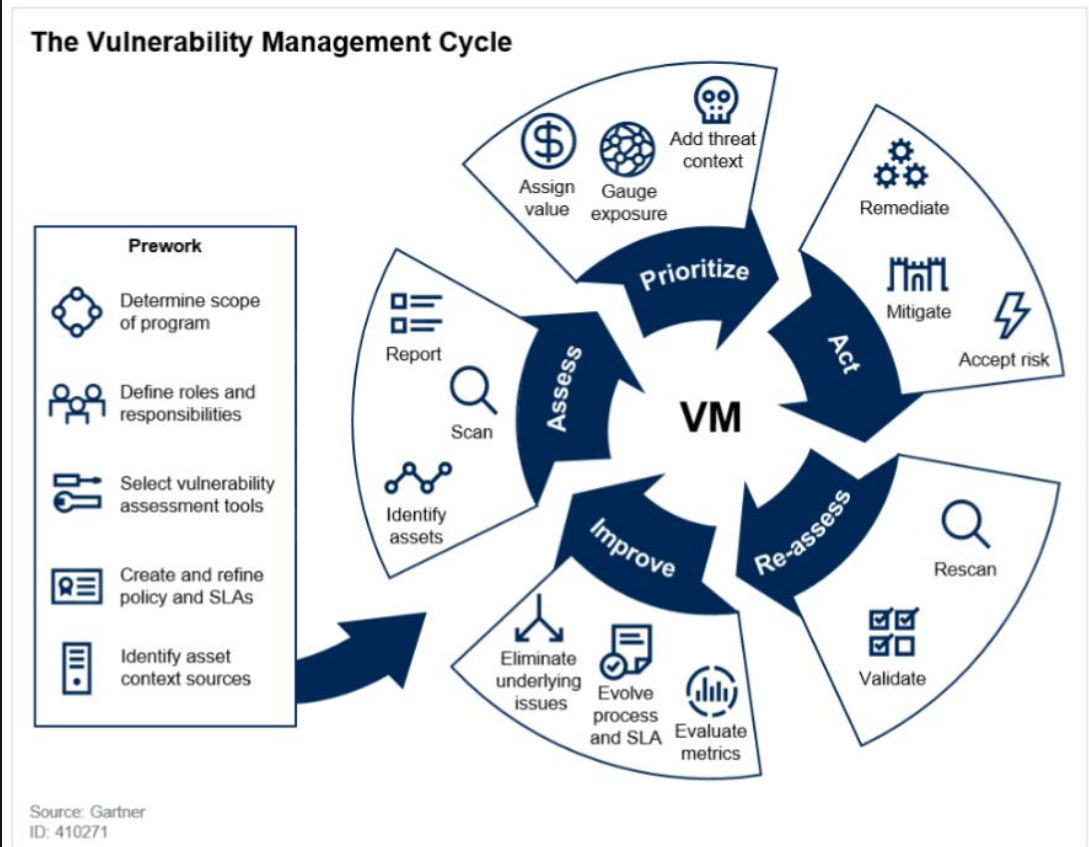 The Vulnerability Management Cycle
Prework
Determine scope
of program
Define roles and
responsibilities
Select vulnerability
assessment tools
Create and refine
policy and SLAs
Identify asset
context sources
Assess
Identify
assets
Scan
Report
Prioritize
Assign
value
Gauge
exposure
Add threat
context
Act
Remediate
Mitigate
Accept risk
Re-assess
Rescan
Validate
Improve
Eliminate
underlying
issues
Evolve
process
and SLA
Evaluate
metrics
VM
Source: Gartner
ID: 410271